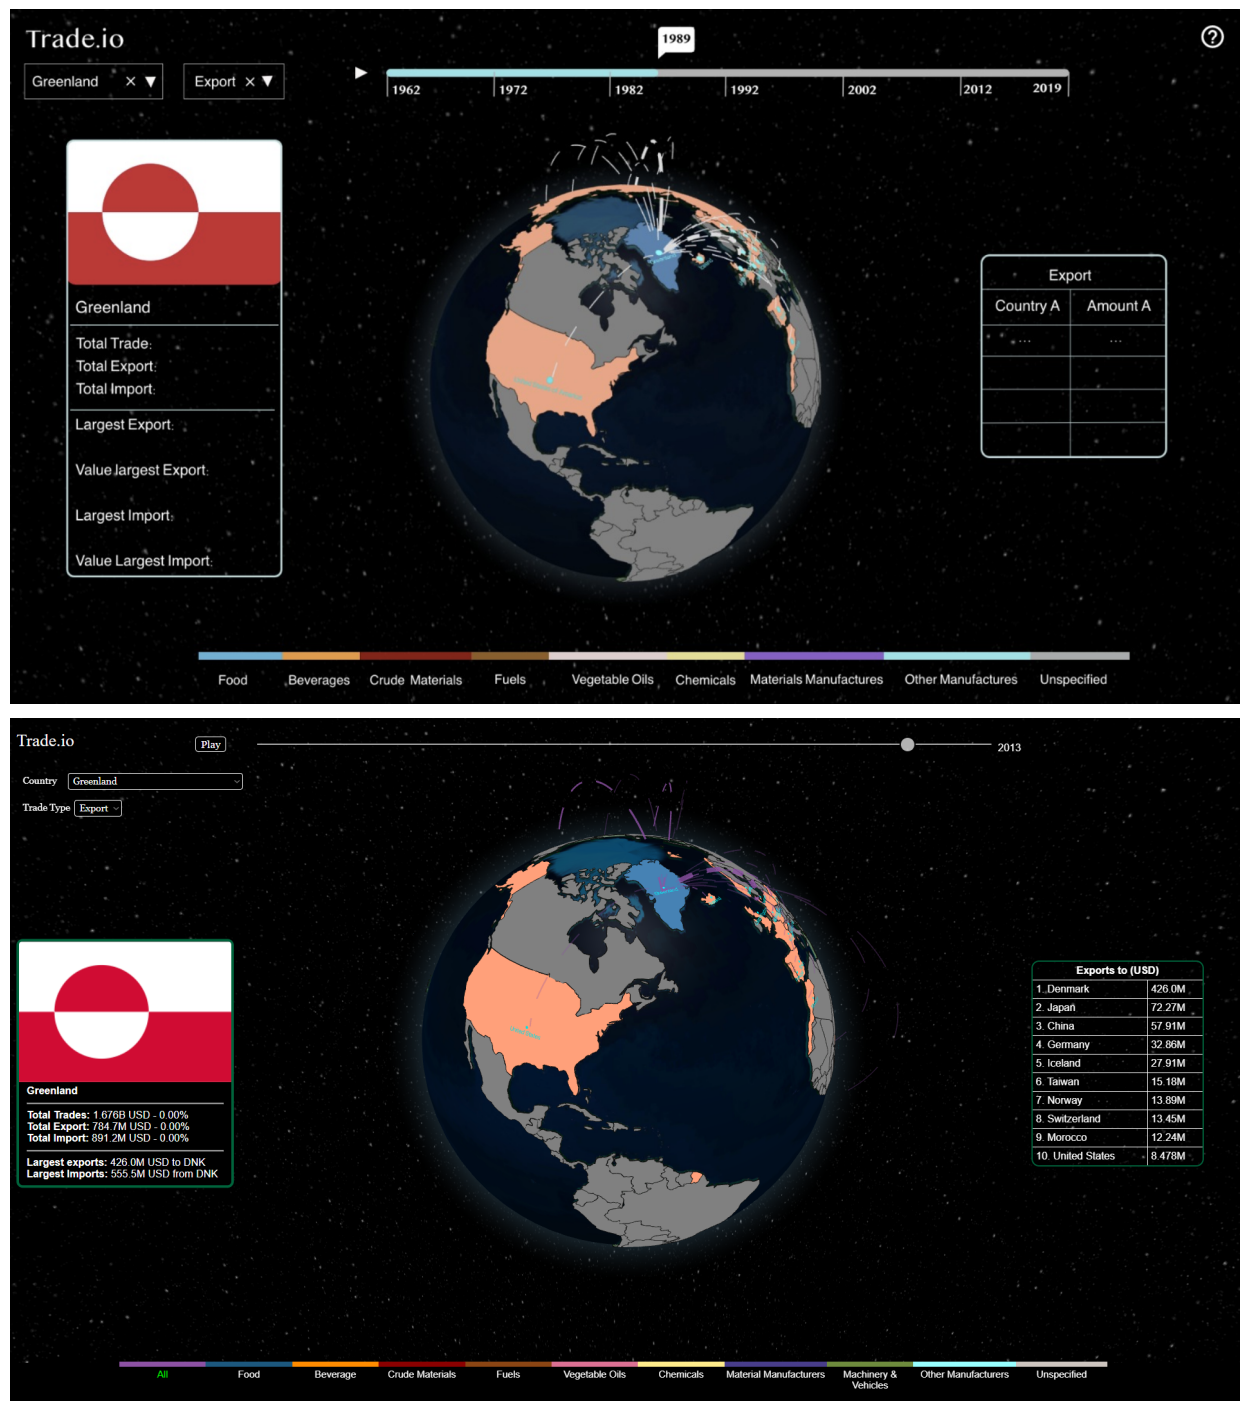 Trade.io
1989
?
Greenland × ▼
Export × ▼
1962 1972 1982 1992 2002 2012 2019
Greenland
Total Trade:
Total Export:
Total Import:
Largest Export:
Value largest Export:
Largest Import:
Value Largest Import:
Export
Country A Amount A
... ...
Food Beverages Crude Materials Fuels Vegetable Oils Chemicals Materials Manufactures Other Manufactures Unspecified
Trade.io
Play
2013
Country Greenland
Trade Type Export
Greenland
Total Trades: 1.676B USD - 0.00%
Total Export: 784.7M USD - 0.00%
Total Import: 891.2M USD - 0.00%
Largest exports: 426.0M USD to DNK
Largest Imports: 555.5M USD from DNK
Exports to (USD)
1. Denmark 426.0M
2. Japan 72.27M
3. China 57.91M
4. Germany 32.86M
5. Iceland 27.91M
6. Taiwan 15.18M
7. Norway 13.89M
8. Switzerland 13.45M
9. Morocco 12.24M
10. United States 8.478M
All Food Beverage Crude Materials Fuels Vegetable Oils Chemicals Material Manufacturers Machinery & Vehicles Other Manufacturers Unspecified